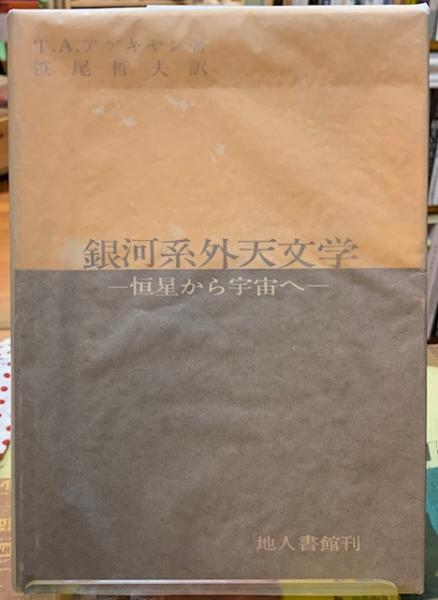 T.A.アゲキヤン著
笹尾哲夫訳
銀河系外天文学
—恒星から宇宙へ—
地人書館刊